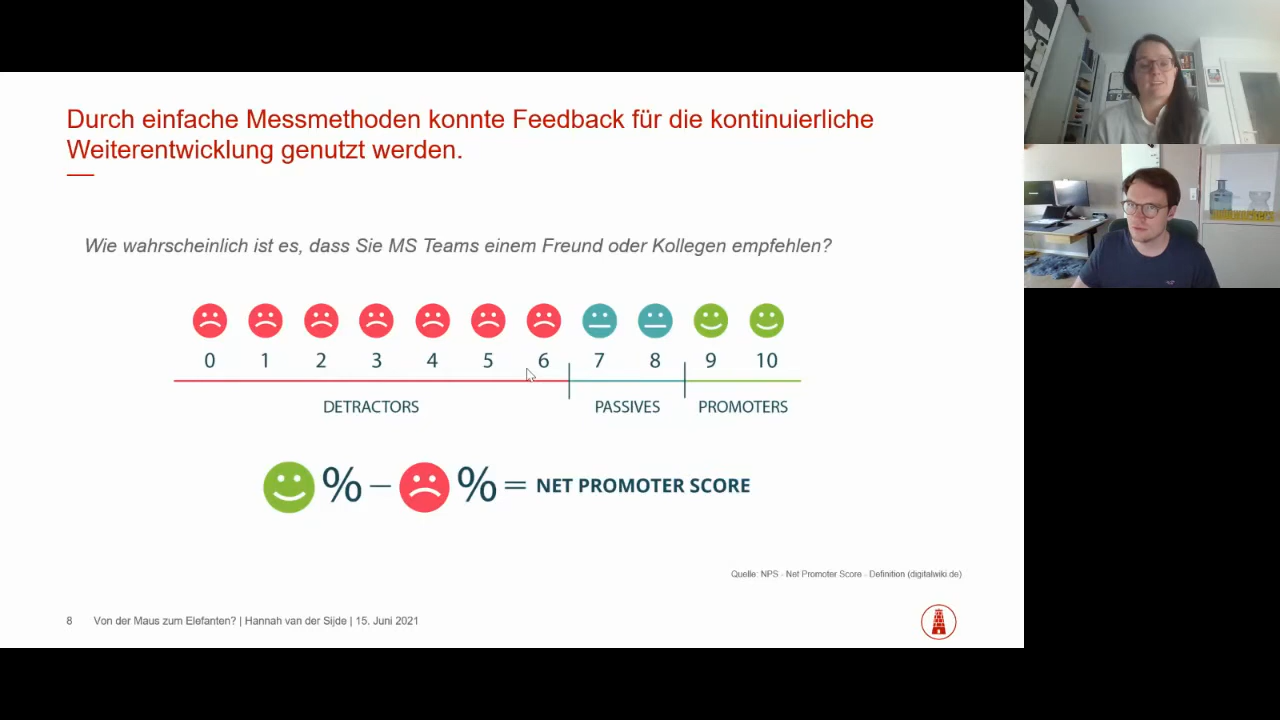 Durch einfache Messmethoden konnte Feedback für die kontinuierliche
Weiterentwicklung genutzt werden.
Wie wahrscheinlich ist es, dass Sie MS Teams einem Freund oder Kollegen empfehlen?
0 1 2 3 4 5 6 7 8 9 10
DETRACTORS PASSIVES PROMOTERS
% – % = NET PROMOTER SCORE
Quelle: NPS - Net Promoter Score - Definition (digitalwiki.de)
8 Von der Maus zum Elefanten? | Hannah van der Sijde | 15. Juni 2021